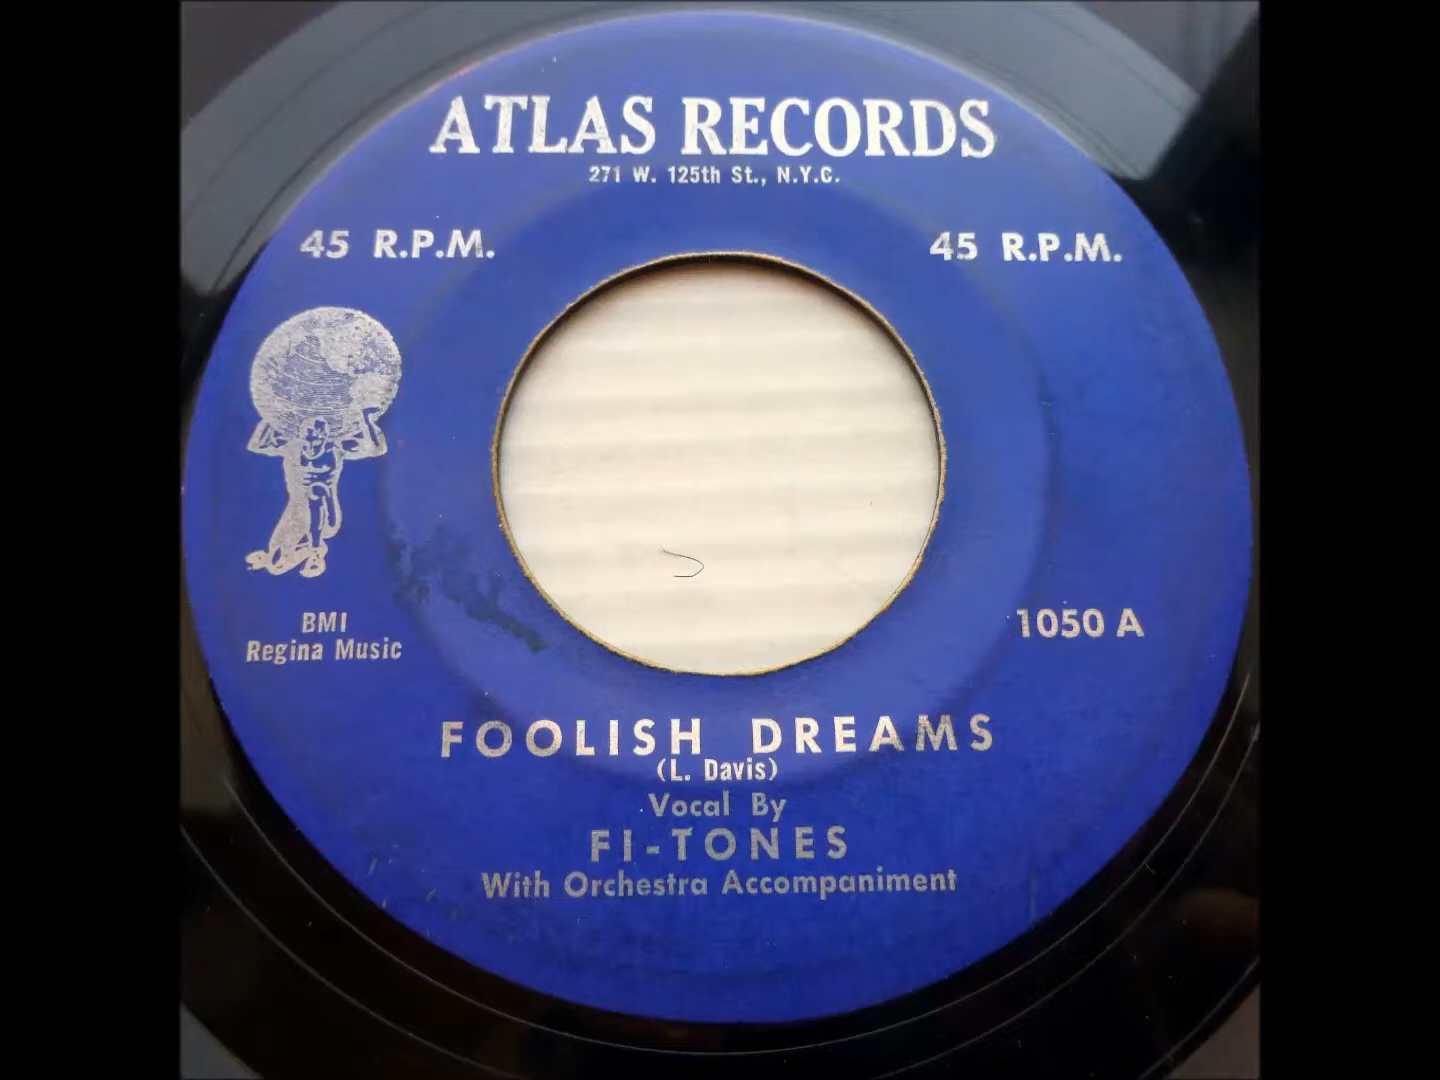 ATLAS RECORDS
271 W. 125th St., N.Y.C.
45 R.P.M.
45 R.P.M.
BMI
Regina Music
1050 A
FOOLISH DREAMS
(L. Davis)
Vocal By
FI-TONES
With Orchestra Accompaniment